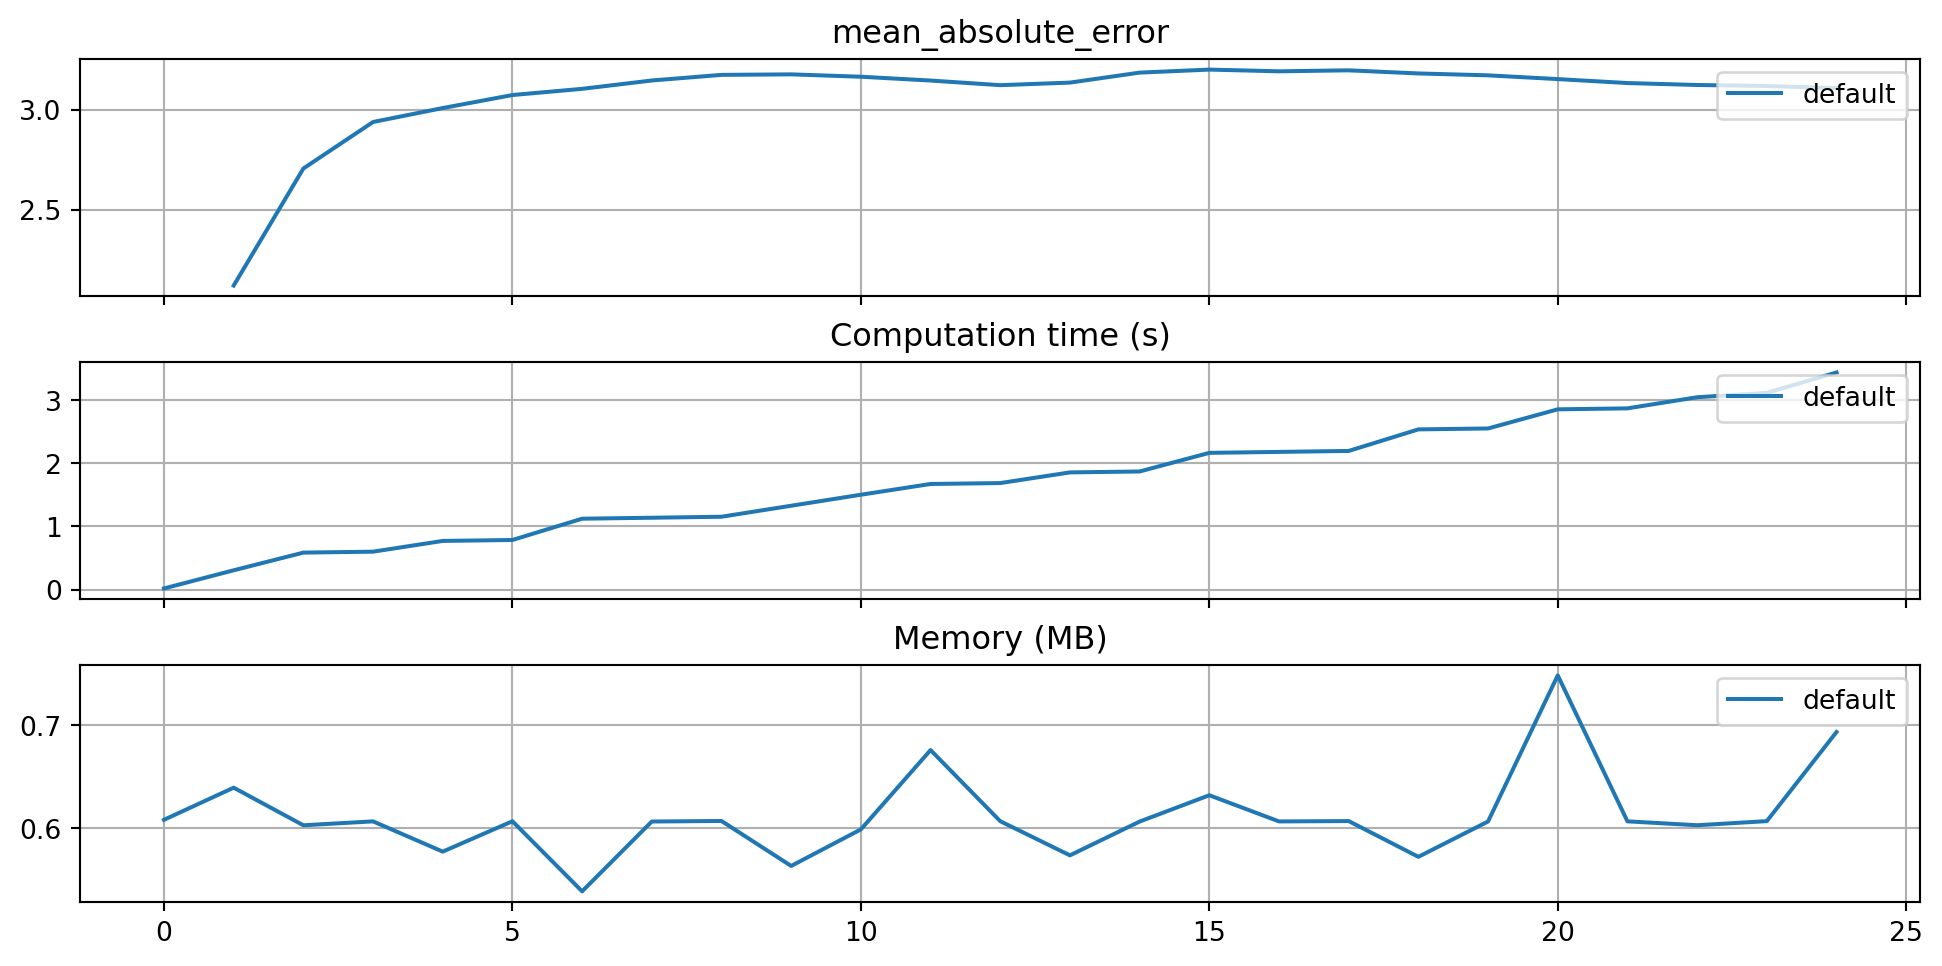 mean_absolute_error
3.0
2.5
default
Computation time (s)
3
2
1
0
default
Memory (MB)
0.7
0.6
default
0 5 10 15 20 25